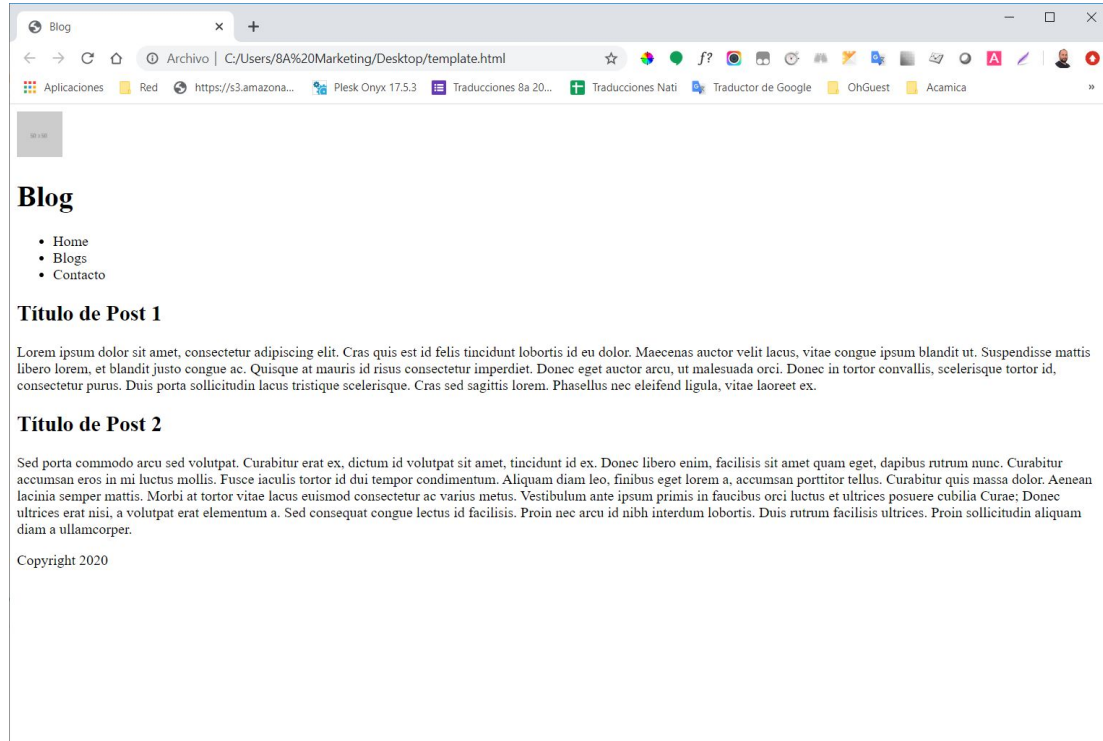 Blog
Archivo | C:/Users/8A%20Marketing/Desktop/template.html
f?
A
Aplicaciones Red https://s3.amazona... Plesk Onyx 17.5.3 Traducciones 8a 20... Traducciones Nati Traductor de Google OhGuest Acamica »
Blog
• Home
• Blogs
• Contacto
Título de Post 1
Lorem ipsum dolor sit amet, consectetur adipiscing elit. Cras quis est id felis tincidunt lobortis id eu dolor. Maecenas auctor velit lacus, vitae congue ipsum blandit ut. Suspendisse mattis
libero lorem, et blandit justo congue ac. Quisque at mauris id risus consectetur imperdiet. Donec eget auctor arcu, ut malesuada orci. Donec in tortor convallis, scelerisque tortor id,
consectetur purus. Duis porta sollicitudin lacus tristique scelerisque. Cras sed sagittis lorem. Phasellus nec eleifend ligula, vitae laoreet ex.
Título de Post 2
Sed porta commodo arcu sed volutpat. Curabitur erat ex, dictum id volutpat sit amet, tincidunt id ex. Donec libero enim, facilisis sit amet quam eget, dapibus rutrum nunc. Curabitur
accumsan eros in mi luctus mollis. Fusce iaculis tortor id dui tempor condimentum. Aliquam diam leo, finibus eget lorem a, accumsan porttitor tellus. Curabitur quis massa dolor. Aenean
lacinia semper mattis. Morbi at tortor vitae lacus euismod consectetur ac varius metus. Vestibulum ante ipsum primis in faucibus orci luctus et ultrices posuere cubilia Curae; Donec
ultrices erat nisi, a volutpat erat elementum a. Sed consequat congue lectus id facilisis. Proin nec arcu id nibh interdum lobortis. Duis rutrum facilisis ultrices. Proin sollicitudin aliquam
diam a ullamcorper.
Copyright 2020